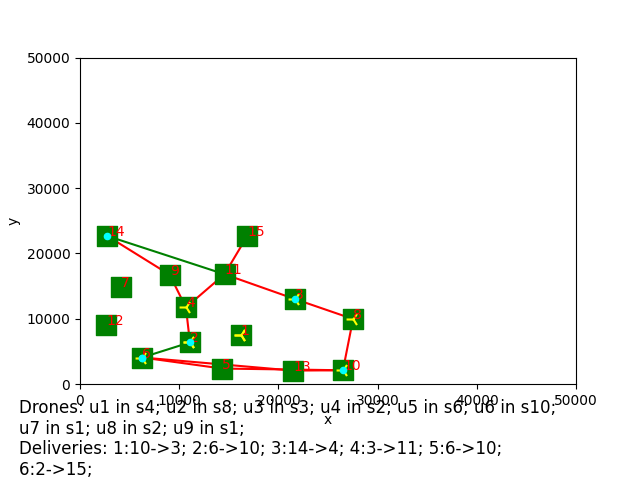 50000
40000
y
30000
14 15
20000
11
12
10000
13 10
0
0 10000 20000 30000 40000 50000
x
Drones: u1 in s4; u2 in s8; u3 in s3; u4 in s2; u5 in s6; u6 in s10;
u7 in s1; u8 in s2; u9 in s1;
Deliveries: 1:10->3; 2:6->10; 3:14->4; 4:3->11; 5:6->10;
6:2->15;